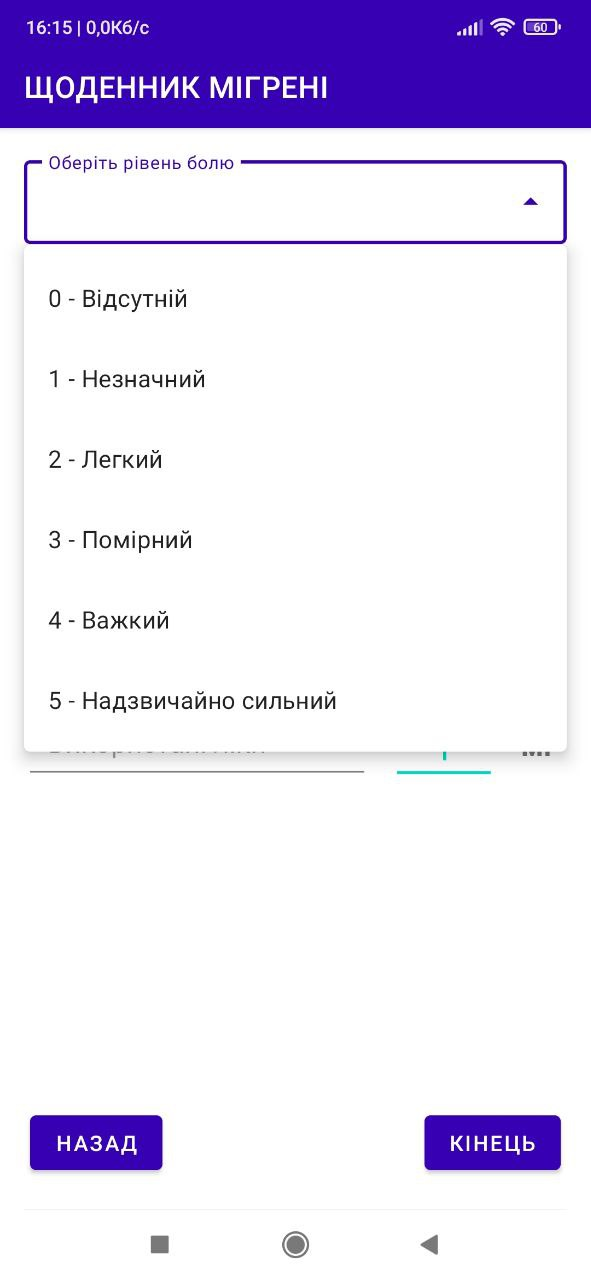 16:15 | 0,0Кб/с
60
ЩОДЕННИК МІГРЕНІ
Оберіть рівень болю
0 - Відсутній
1 - Незначний
2 - Легкий
3 - Помірний
4 - Важкий
5 - Надзвичайно сильний
НАЗАД
КІНЕЦЬ